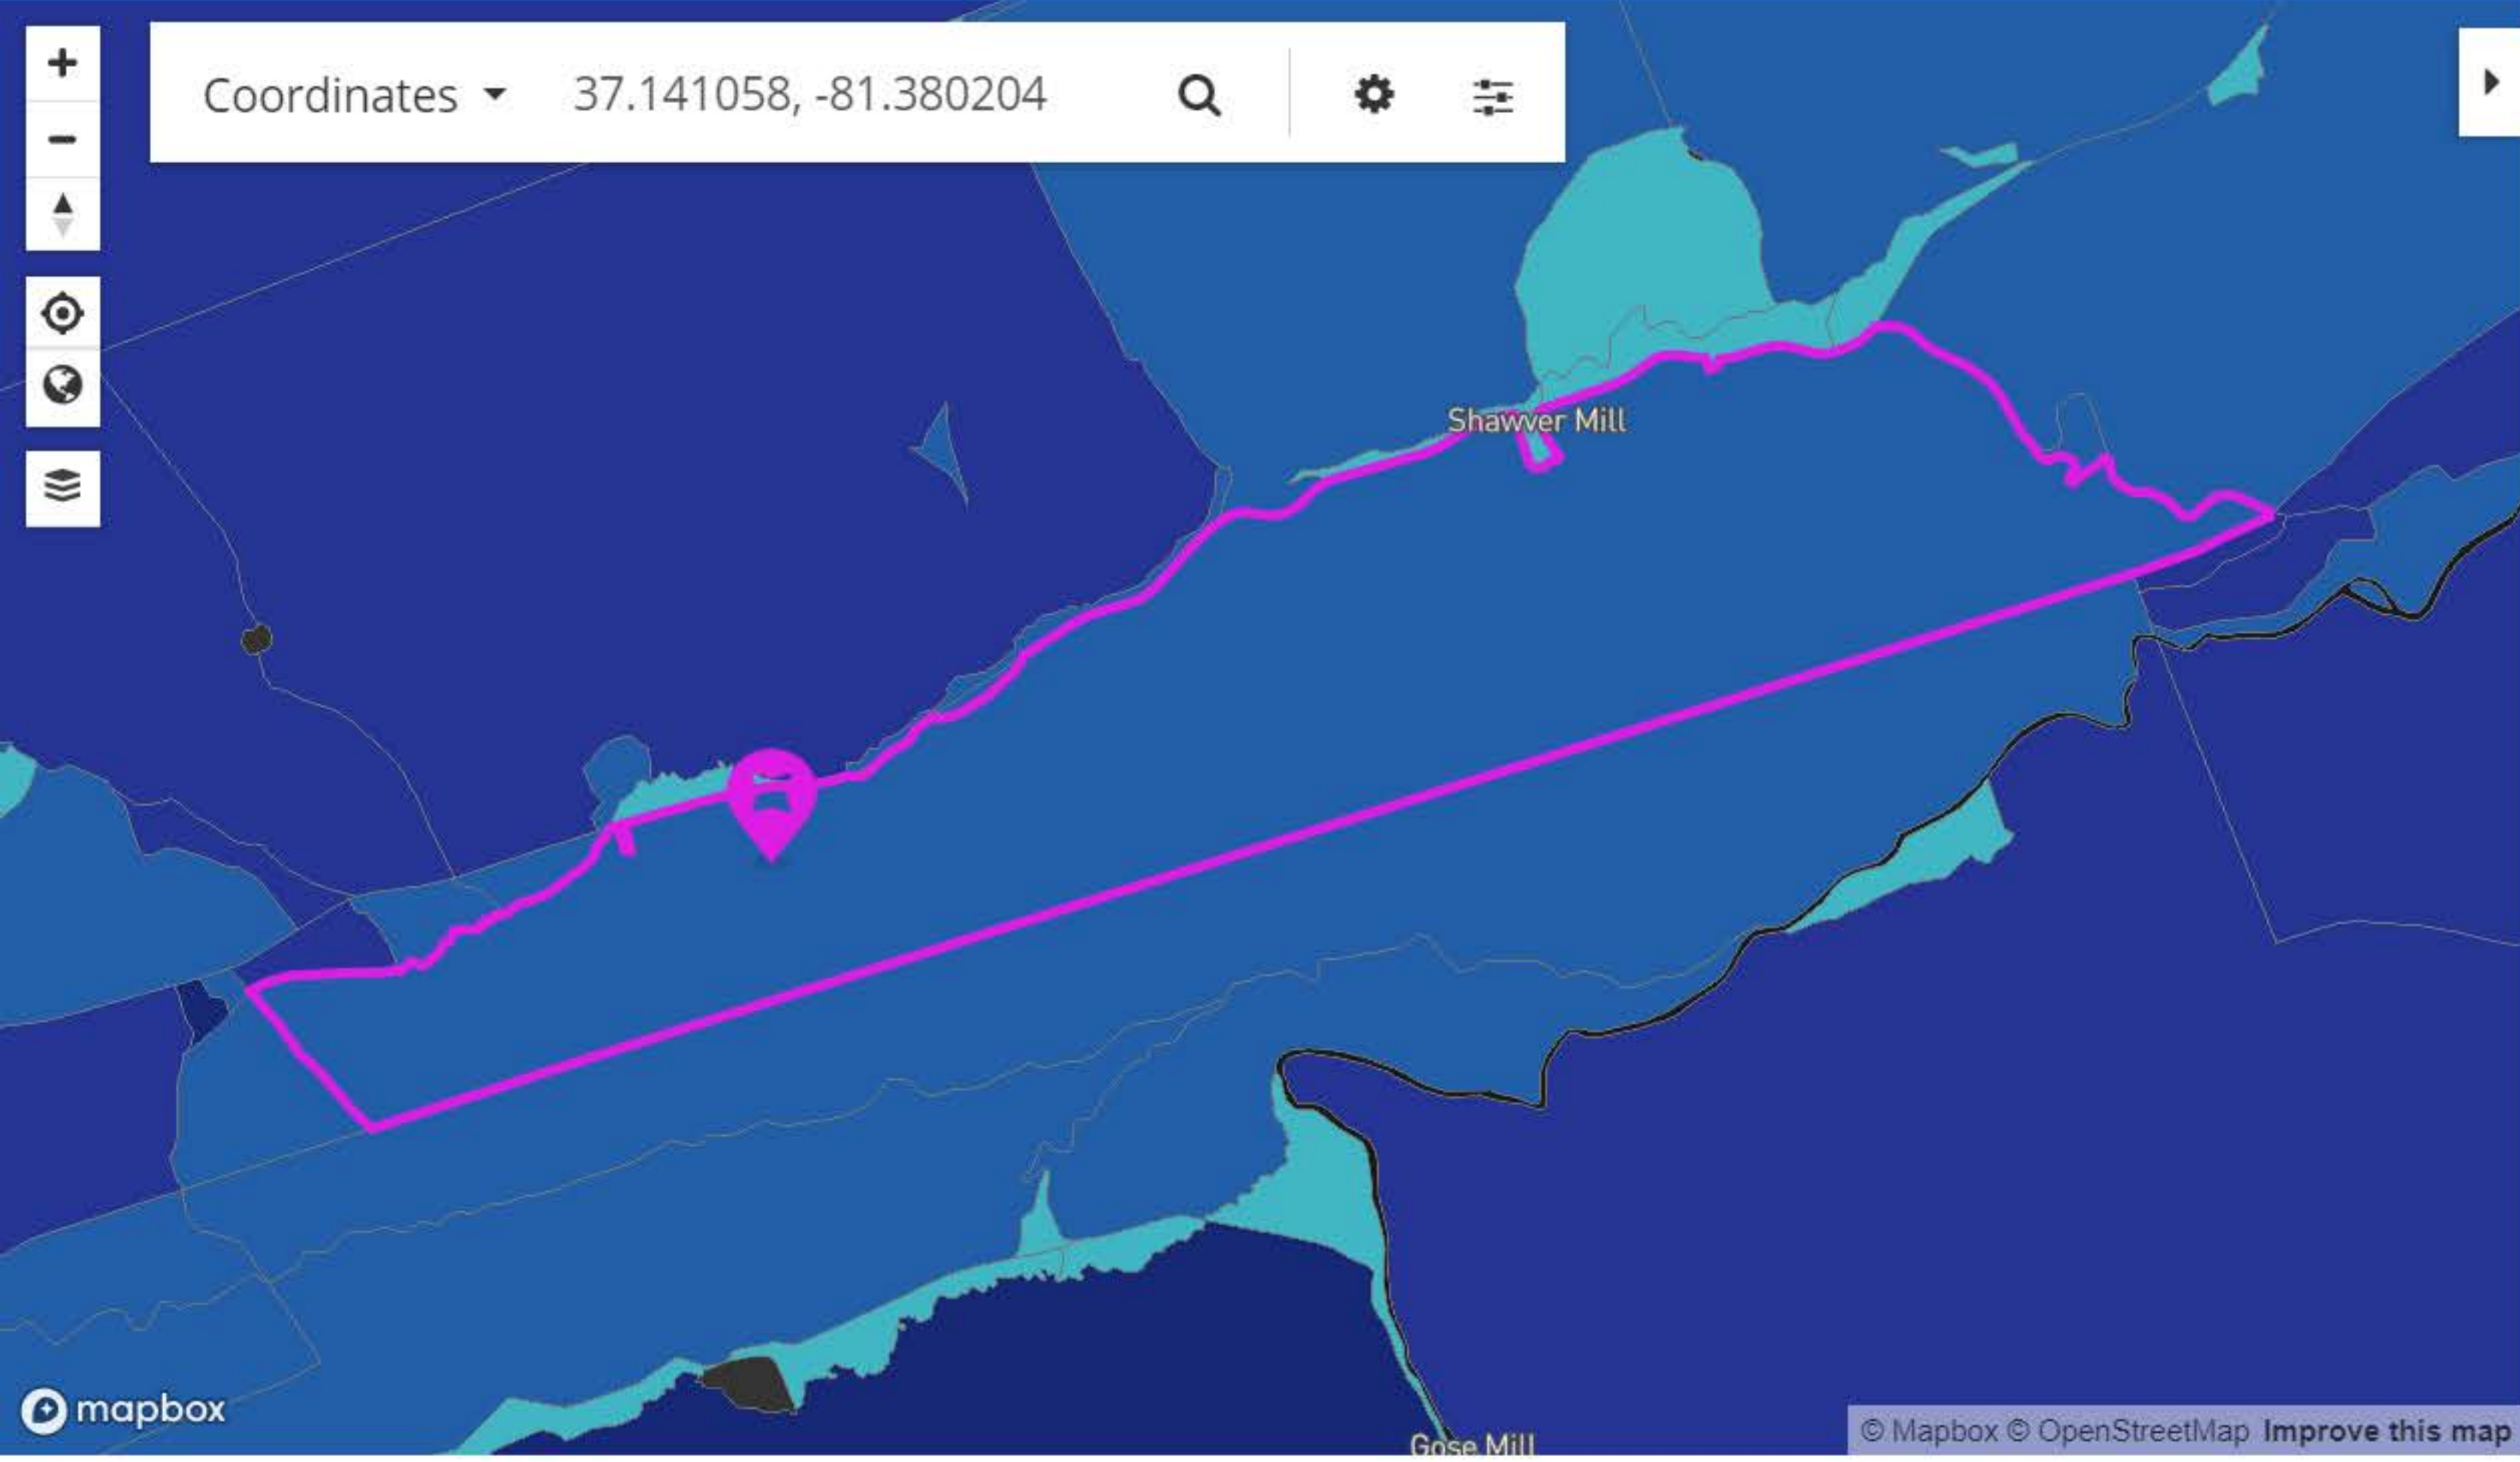 Coordinates 37.141058, -81.380204
Shawver Mill
Gose Mill
mapbox
© Mapbox © OpenStreetMap Improve this map